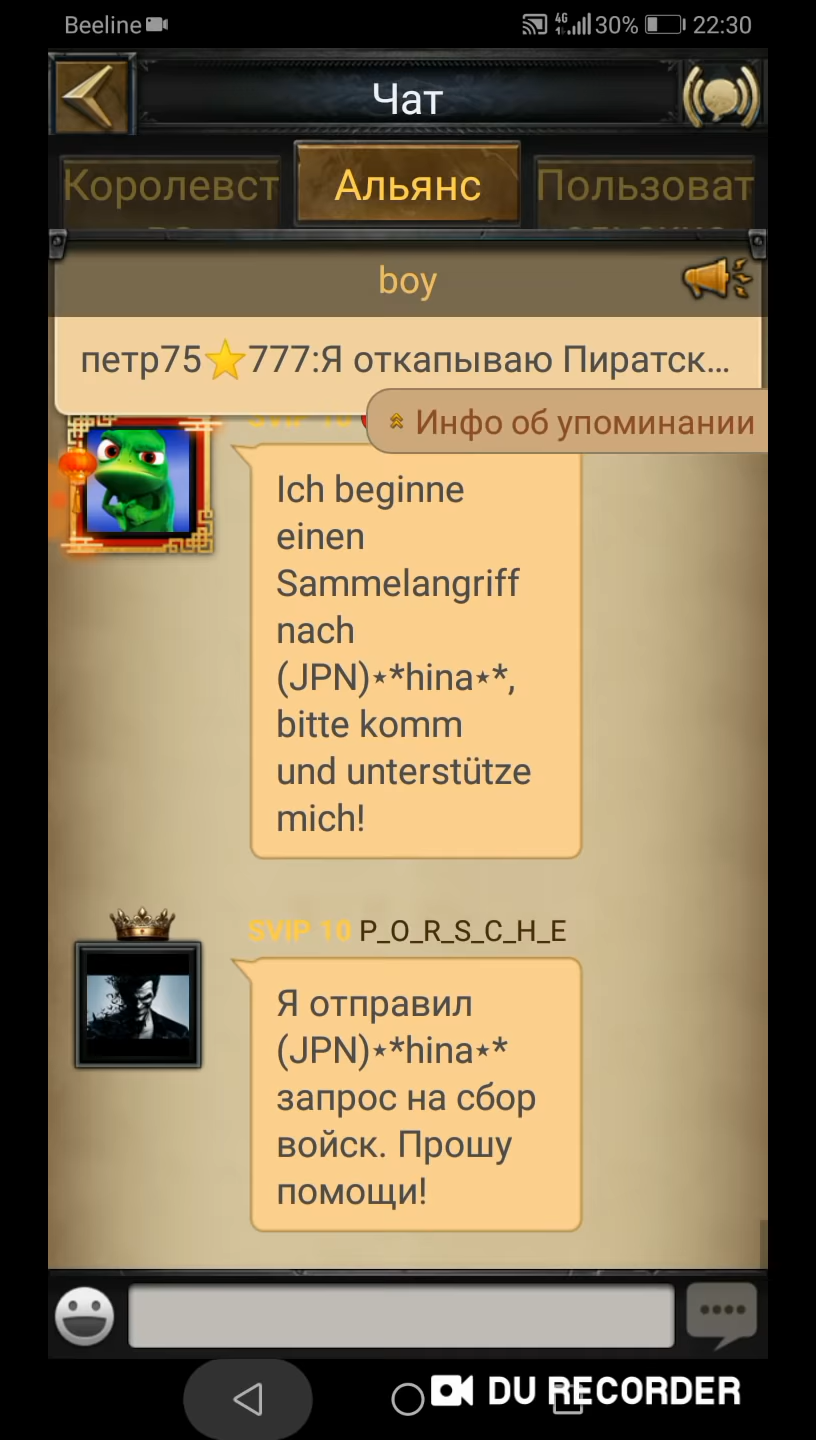 Beeline 4G 30% 22:30
Чат
Королевст Альянс Пользоват
boy
петр75⭐777:Я откапываю Пиратск...
Инфо об упоминании
Ich beginne
einen
Sammelangriff
nach
(JPN)⋆*hina⋆*,
bitte komm
und unterstütze
mich!
SVIP 10 P_O_R_S_C_H_E
Я отправил
(JPN)⋆*hina⋆*
запрос на сбор
войск. Прошу
помощи!
DU RECORDER